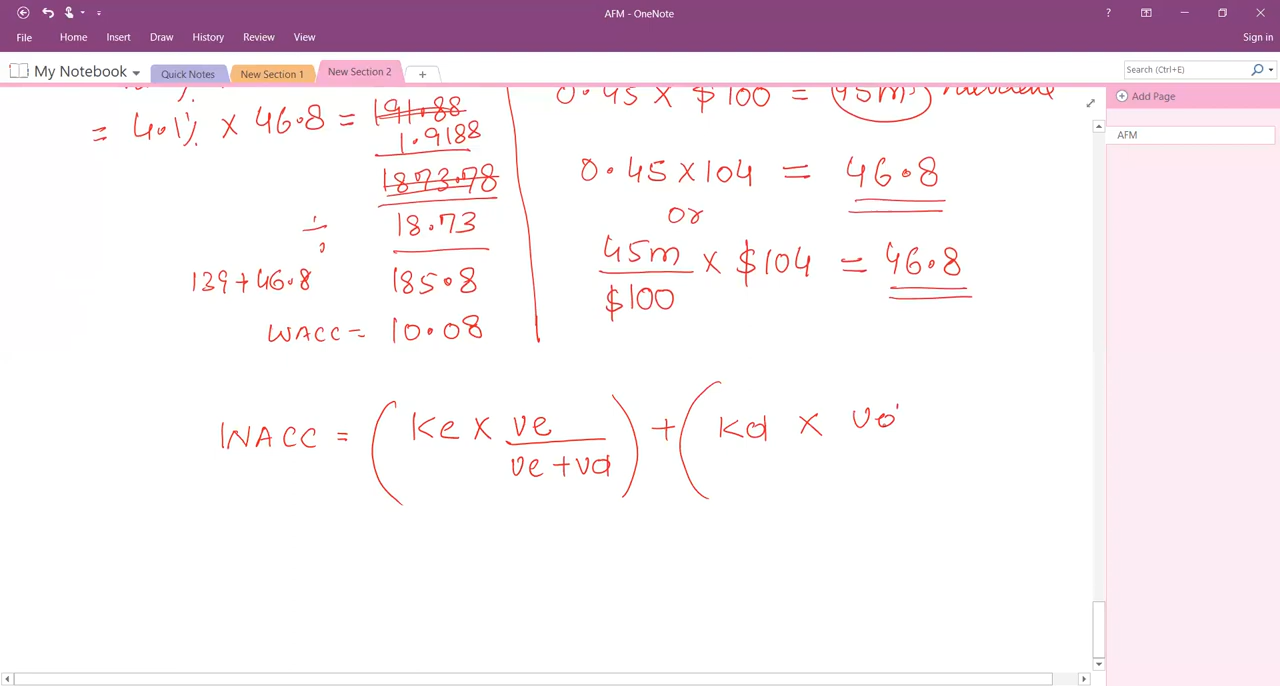 AFM - OneNote
File Home Insert Draw History Review View
Sign in
My Notebook
Quick Notes
New Section 1
New Section 2
Search (Ctrl+E)
Add Page
AFM
= 4.1% × 46.8 = 191.88
1.9188
1873.78
÷ 18.73
139+46.8 185.8
WACC = 10.08
0.45 × $100 = 45m
0.45 × 104 = 46.8
or
45m / $100 × $104 = 46.8
WACC = (Ke × ve / ve + vd) + (Kd × vd